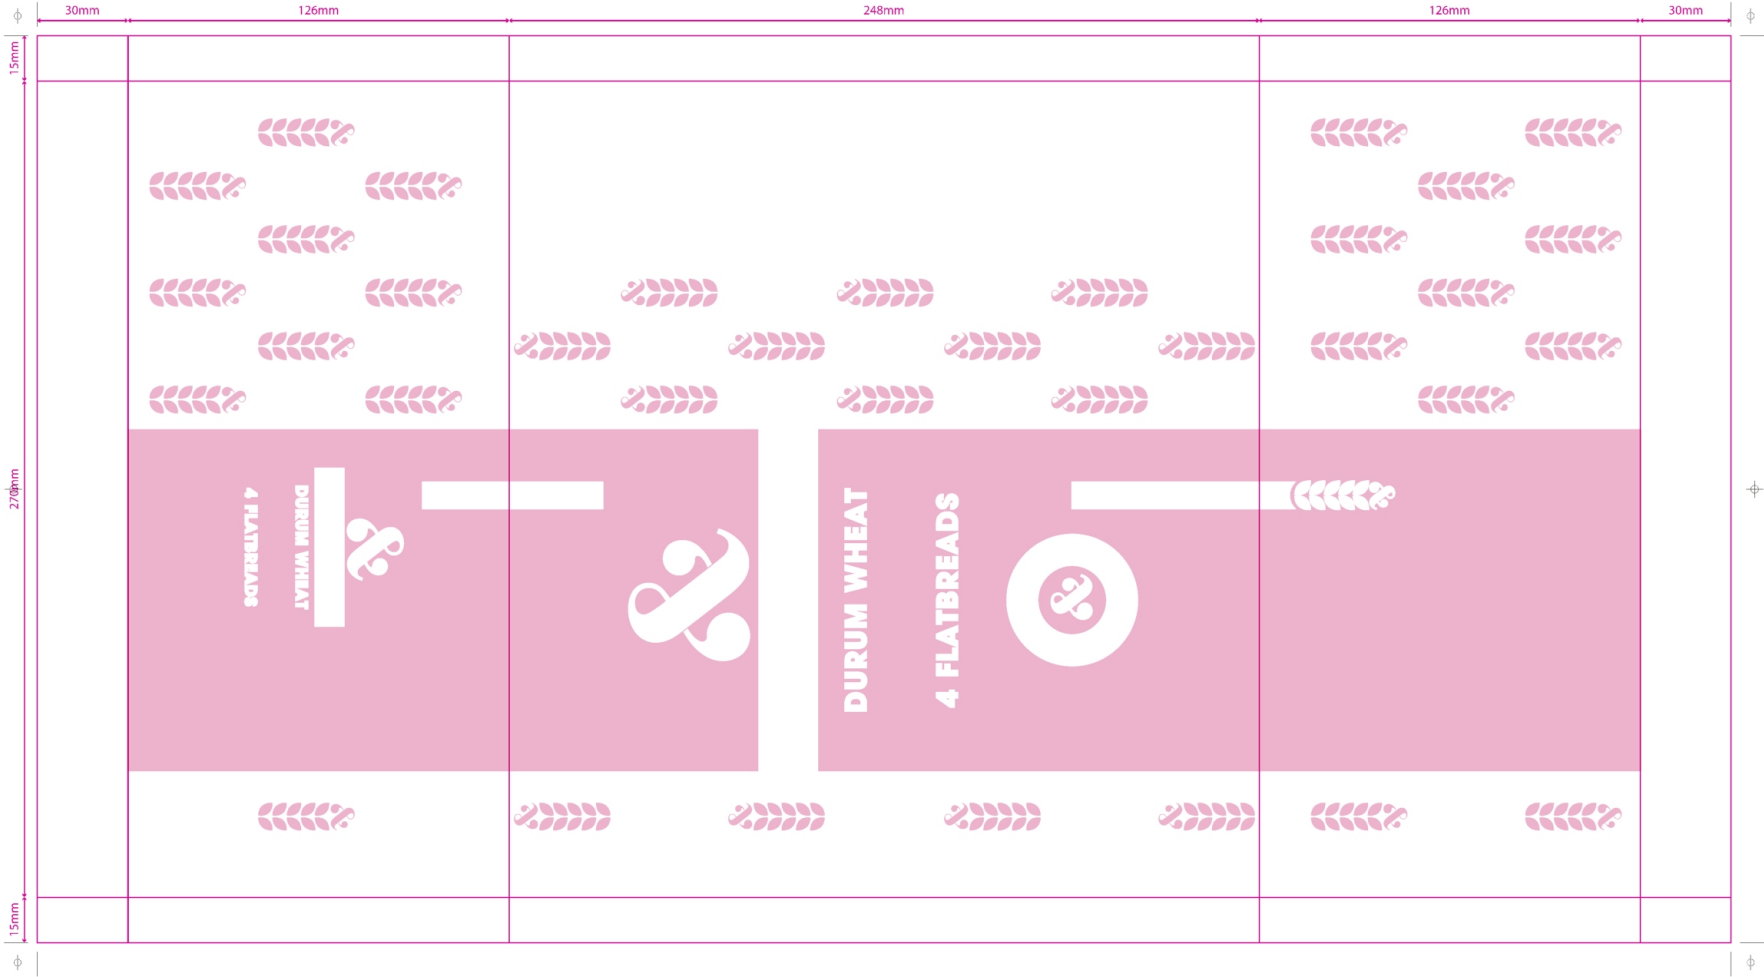 30mm
126mm
248mm
126mm
30mm
15mm
270mm
15mm
4 FLATBREADS
DURUM WHEAT
&
&
DURUM WHEAT
4 FLATBREADS
&